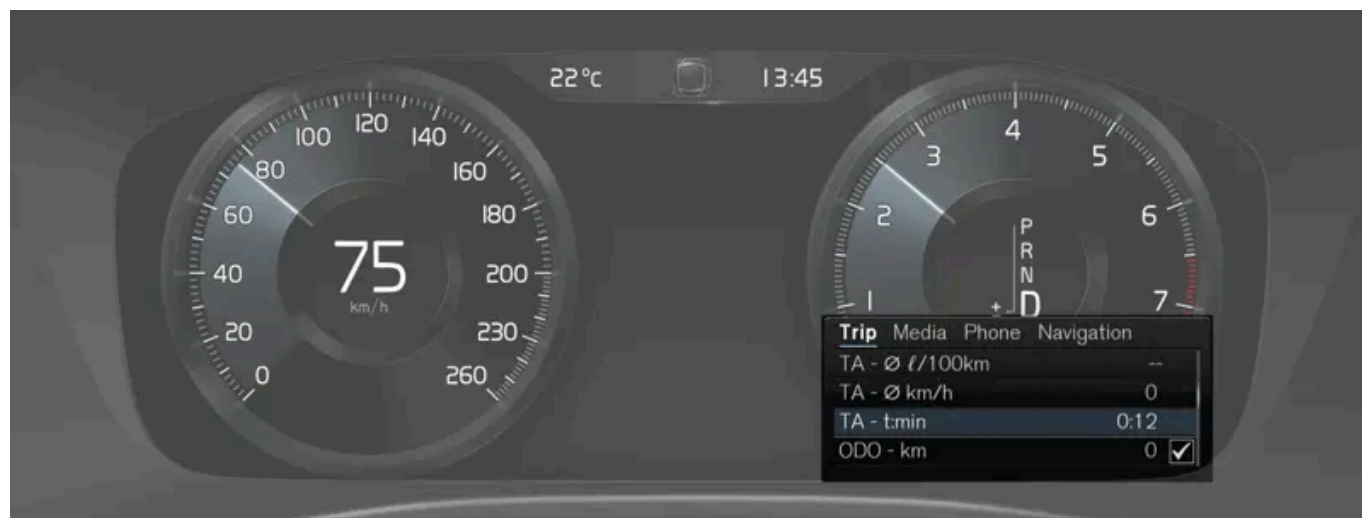 22°C 13:45
0 20 40 60 80 100 120 140 160 180 200 230 260
75
km/h
1 2 3 4 5 6 7
P
R
N
± D
Trip Media Phone Navigation
TA - Ø ℓ/100km --
TA - Ø km/h 0
TA - t:min 0:12
ODO - km 0